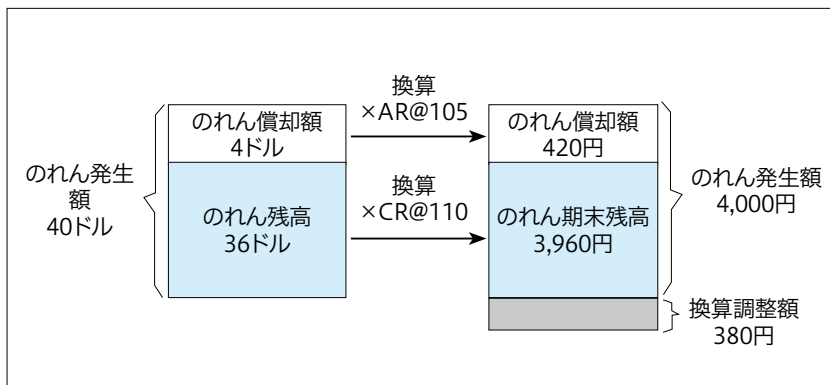 のれん発生
額
40ドル
のれん償却額
4ドル
のれん残高
36ドル
換算
×AR@105
換算
×CR@110
のれん償却額
420円
のれん期末残高
3,960円
のれん発生額
4,000円
換算調整額
380円